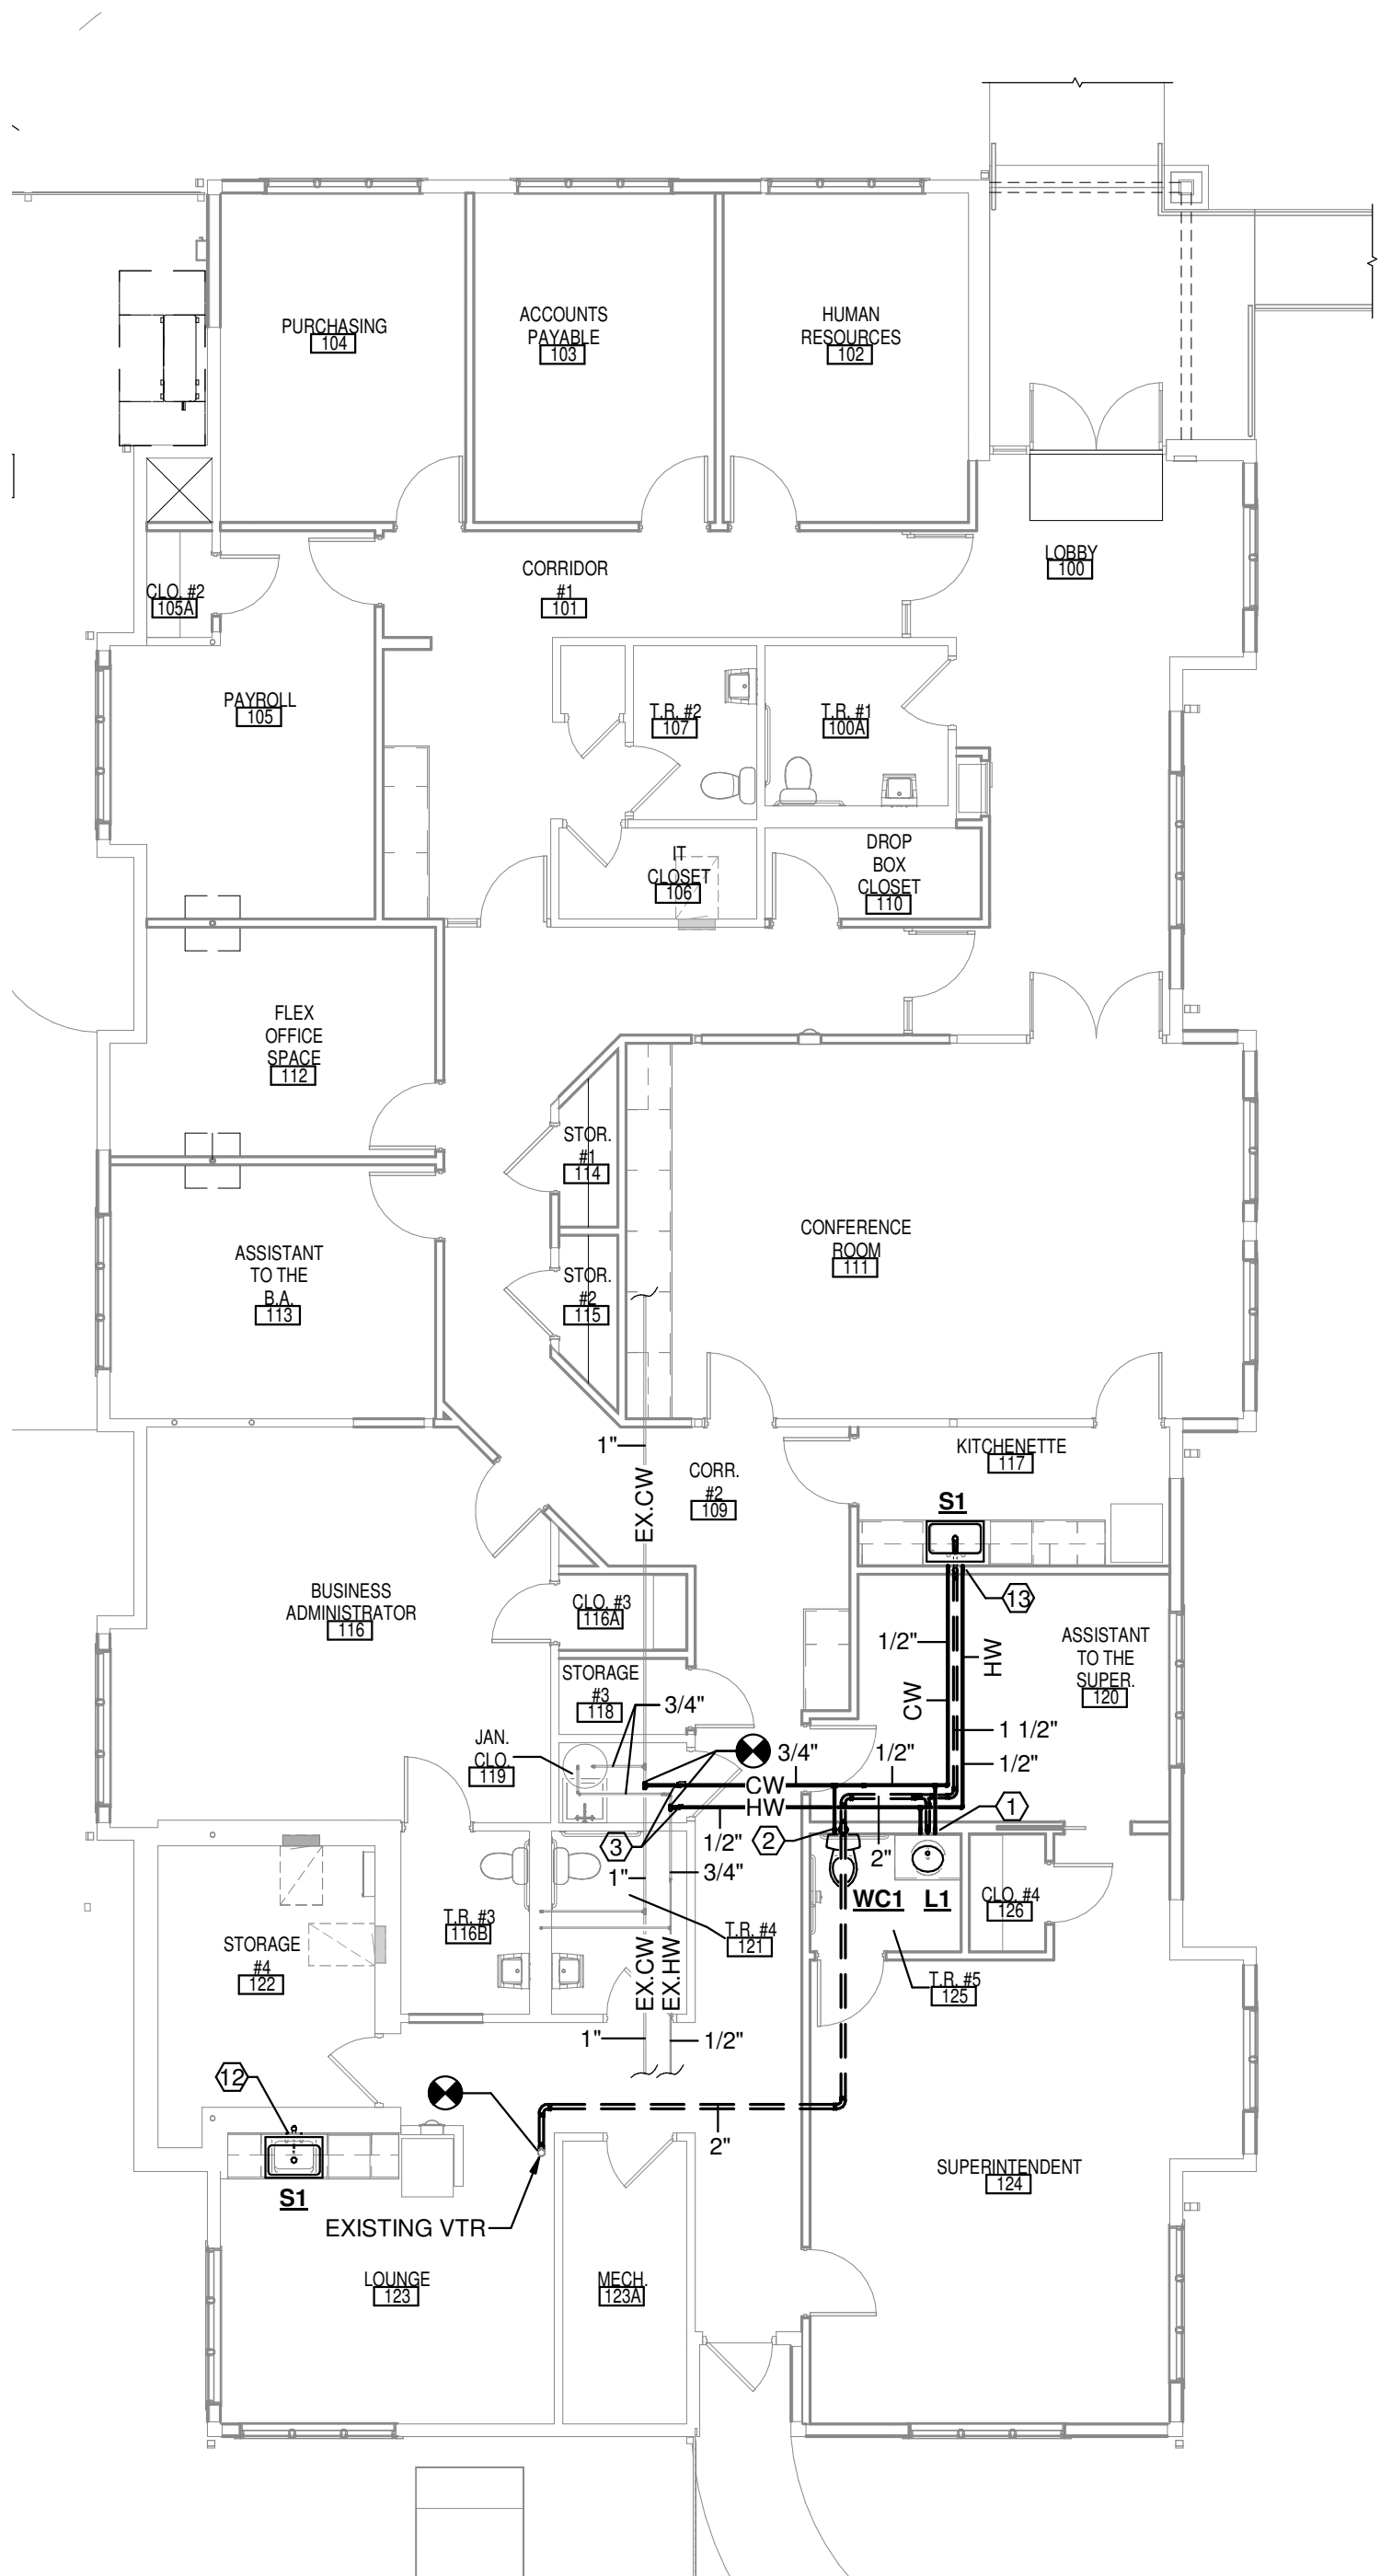 PURCHASING
104
ACCOUNTS
PAYABLE
103
HUMAN
RESOURCES
102
CORRIDOR
#1
101
LOBBY
100
CLO. #2
105A
PAYROLL
105
T.R. #2
107
T.R. #1
100A
IT
CLOSET
106
DROP
BOX
CLOSET
110
FLEX
OFFICE
SPACE
112
STOR.
#1
114
CONFERENCE
ROOM
111
ASSISTANT
TO THE
B.A.
113
STOR.
#2
115
1"
EX.CW
CORR.
#2
109
KITCHENETTE
117
S1
13
BUSINESS
ADMINISTRATOR
116
CLO. #3
116A
1/2"
HW
CW
ASSISTANT
TO THE
SUPER.
120
STORAGE
#3
118
3/4"
1 1/2"
1/2"
JAN.
CLO.
119
3/4"
1/2"
CW
HW
1
2
3
1/2"
2"
3/4"
1"
WC1
L1
CLO. #4
126
T.R. #3
116B
T.R. #4
121
STORAGE
#4
122
EX.CW
EX.HW
T.R. #5
125
1"
1/2"
12
2"
S1
EXISTING VTR
SUPERINTENDENT
124
LOUNGE
123
MECH.
123A